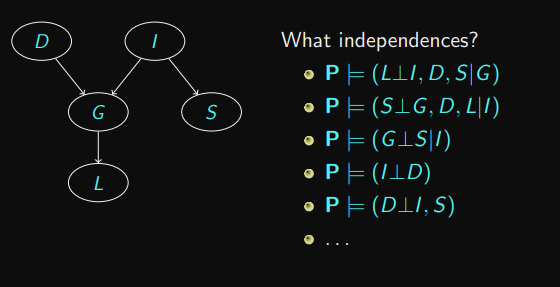 D I
What independences?
P ⊨ (L⊥I, D, S|G)
G S
P ⊨ (S⊥G, D, L|I)
P ⊨ (G⊥S|I)
L
P ⊨ (I⊥D)
P ⊨ (D⊥I, S)
...